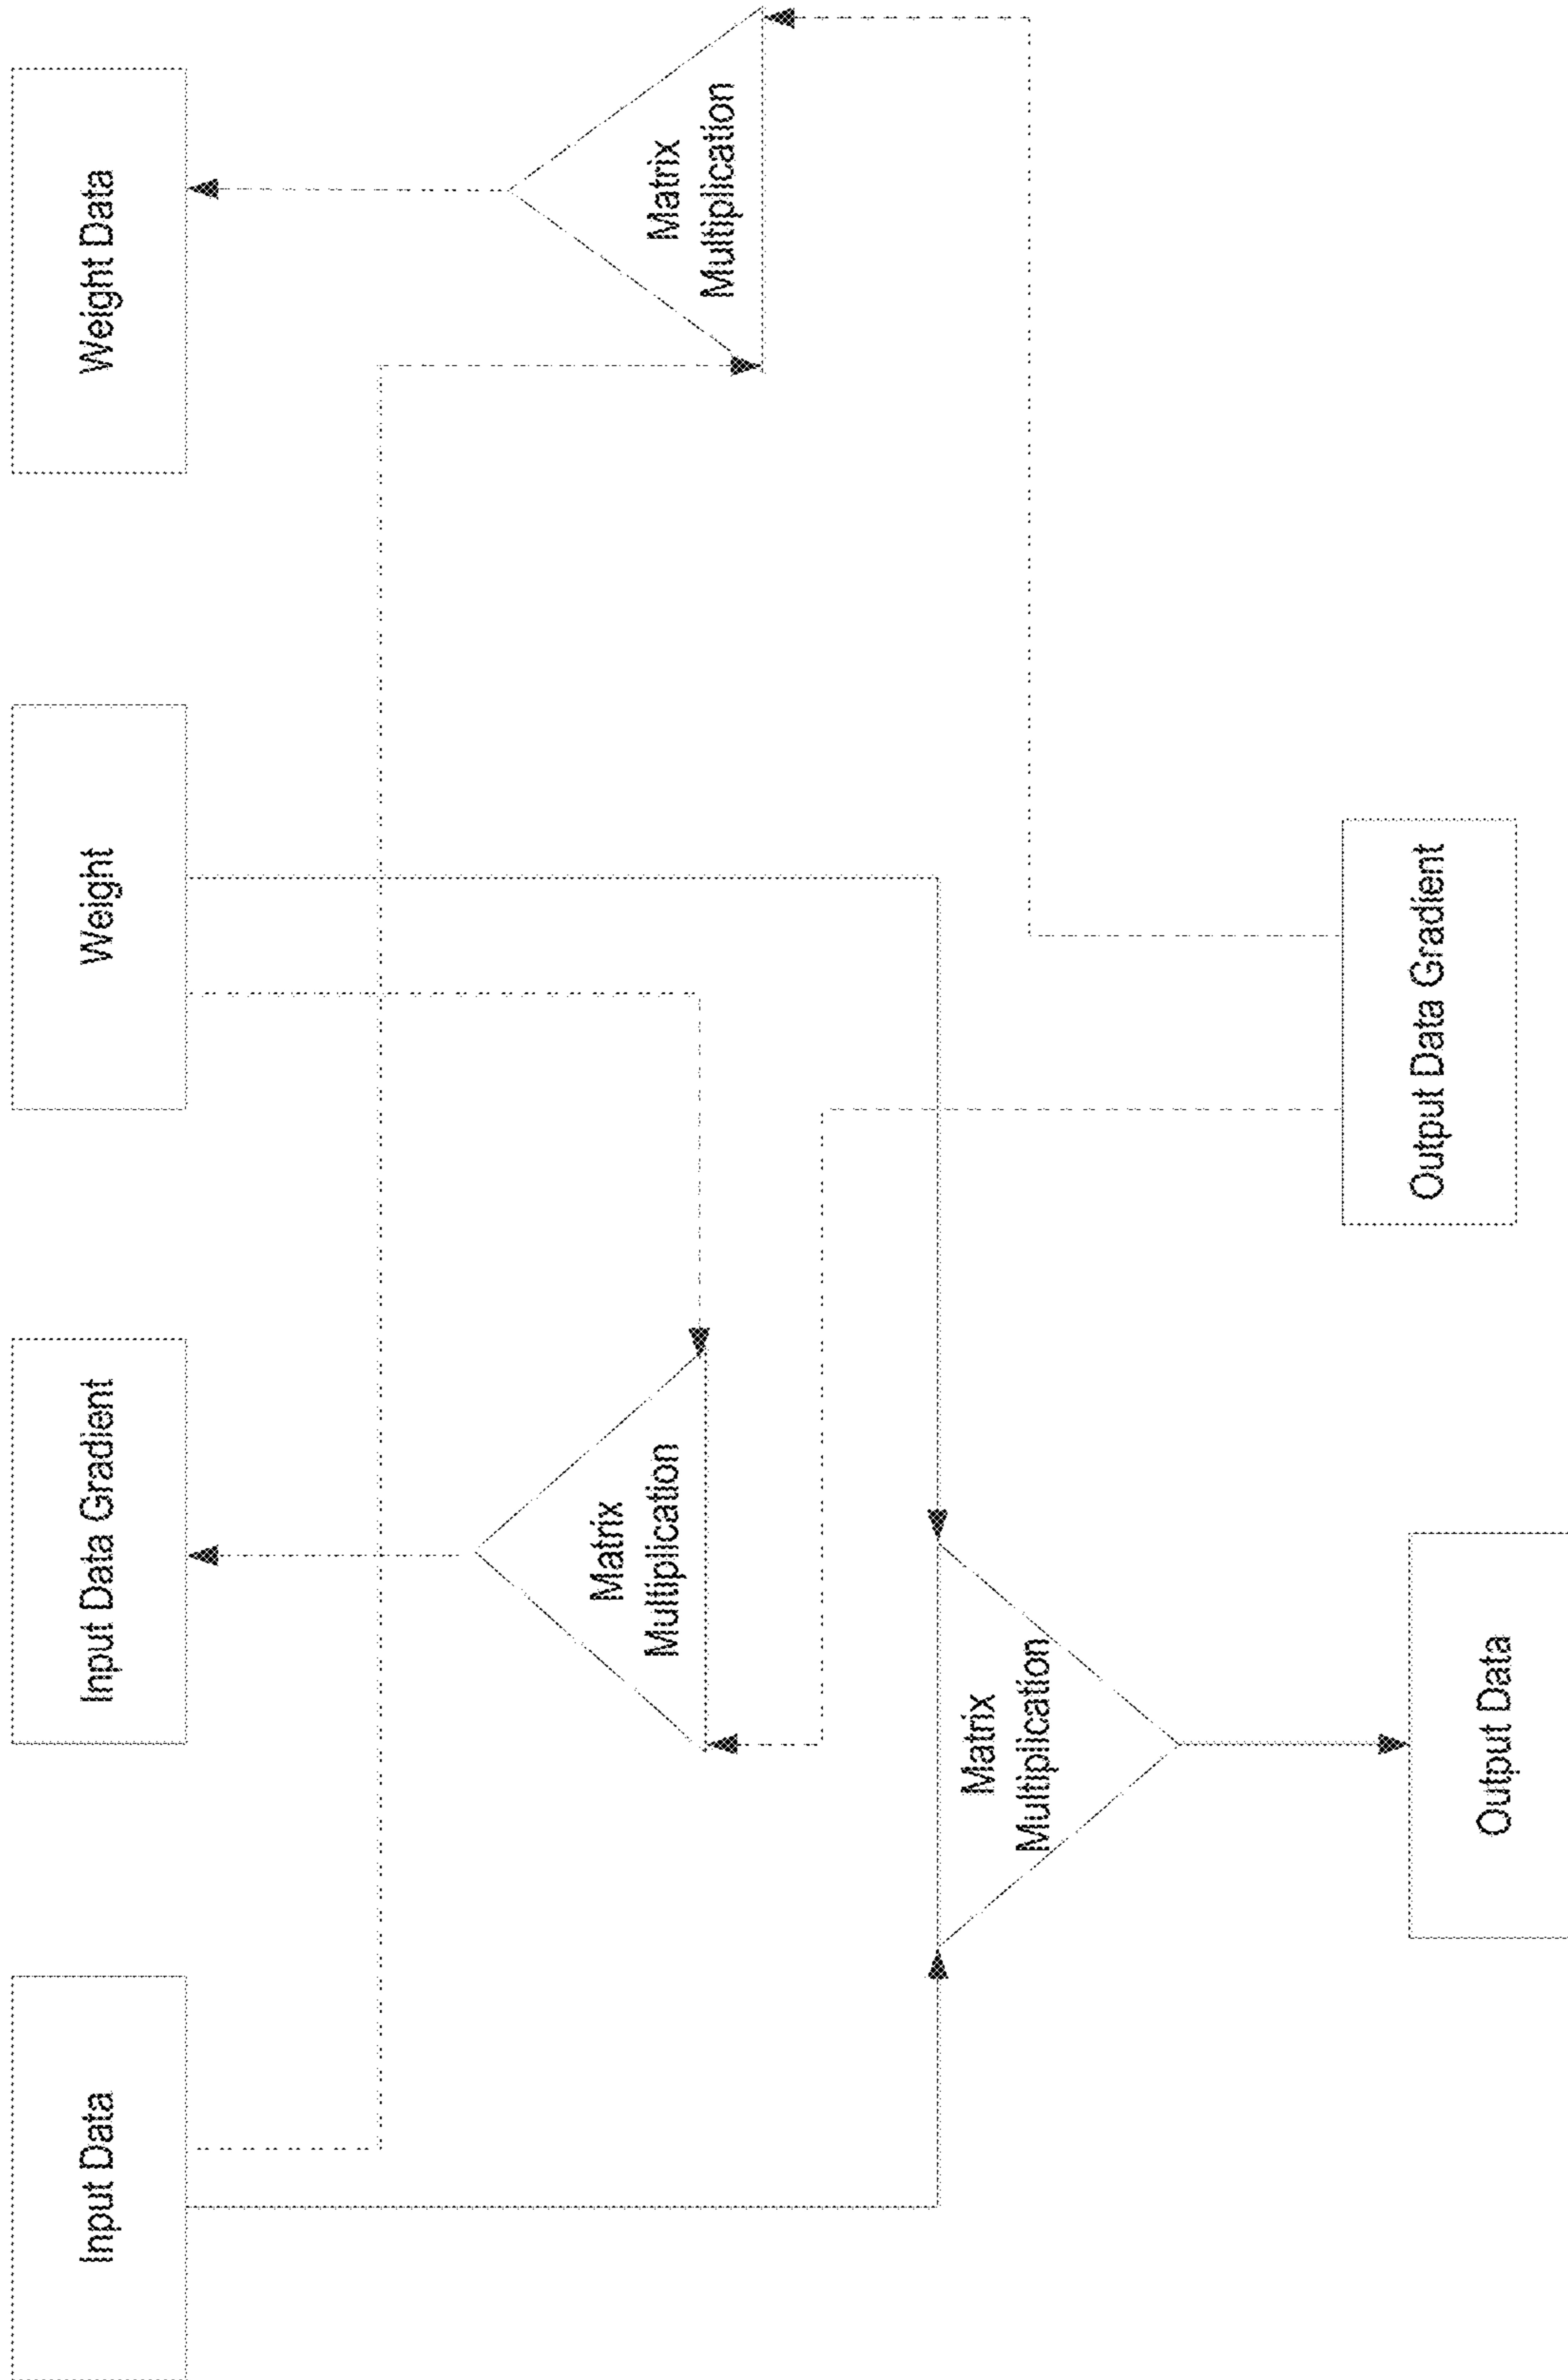 Input Data
Input Data Gradient
Weight
Weight Data
Matrix
Multiplication
Matrix
Multiplication
Matrix
Multiplication
Output Data
Output Data Gradient